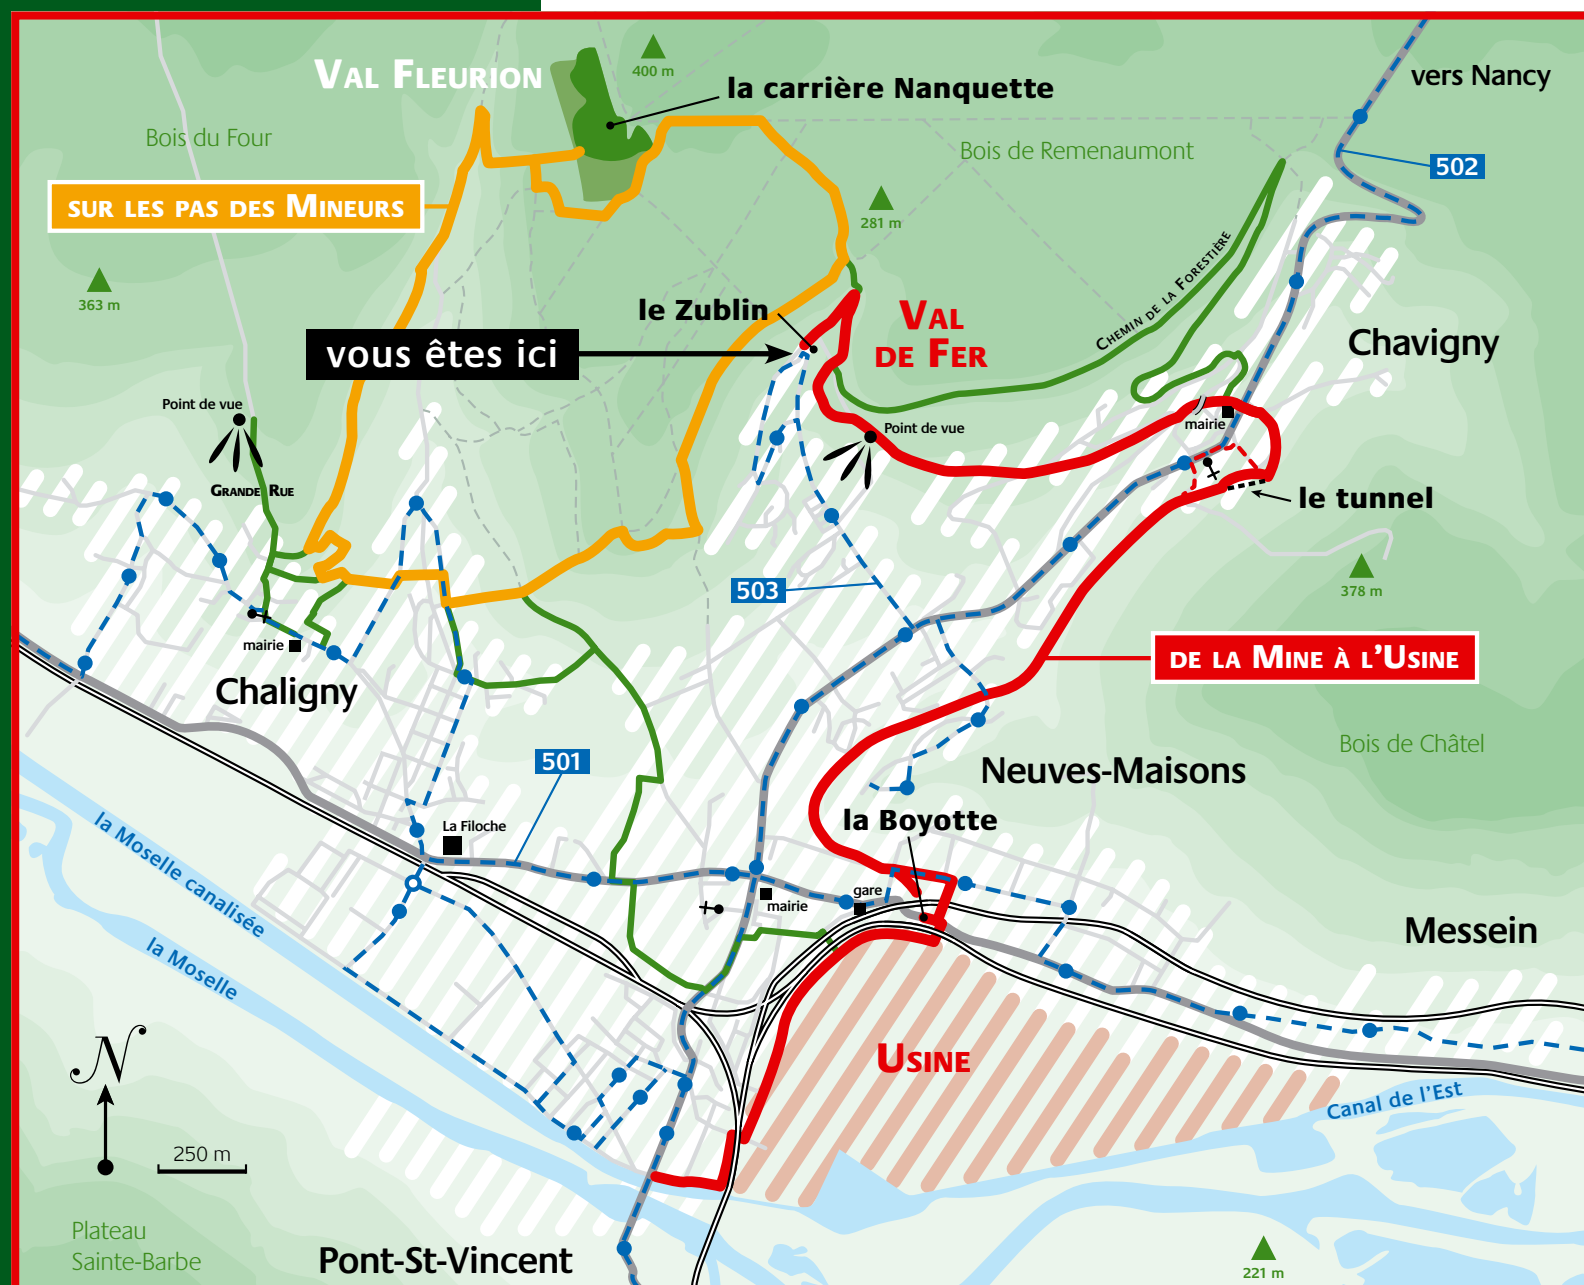 VAL FLEURION
400 m
la carrière Nanquette
vers Nancy
Bois du Four
Bois de Remenaumont
502
SUR LES PAS DES MINEURS
281 m
363 m
CHEMIN DE LA FORESTIÈRE
le Zublin
VAL
DE FER
vous êtes ici
Chavigny
Point de vue
Point de vue
mairie
GRANDE RUE
le tunnel
503
378 m
mairie
DE LA MINE À L'USINE
Chaligny
Bois de Châtel
501
Neuves-Maisons
la Boyotte
La Filoche
la Moselle canalisée
gare
mairie
Messein
la Moselle
N
USINE
Canal de l'Est
250 m
Plateau
Sainte-Barbe
Pont-St-Vincent
221 m